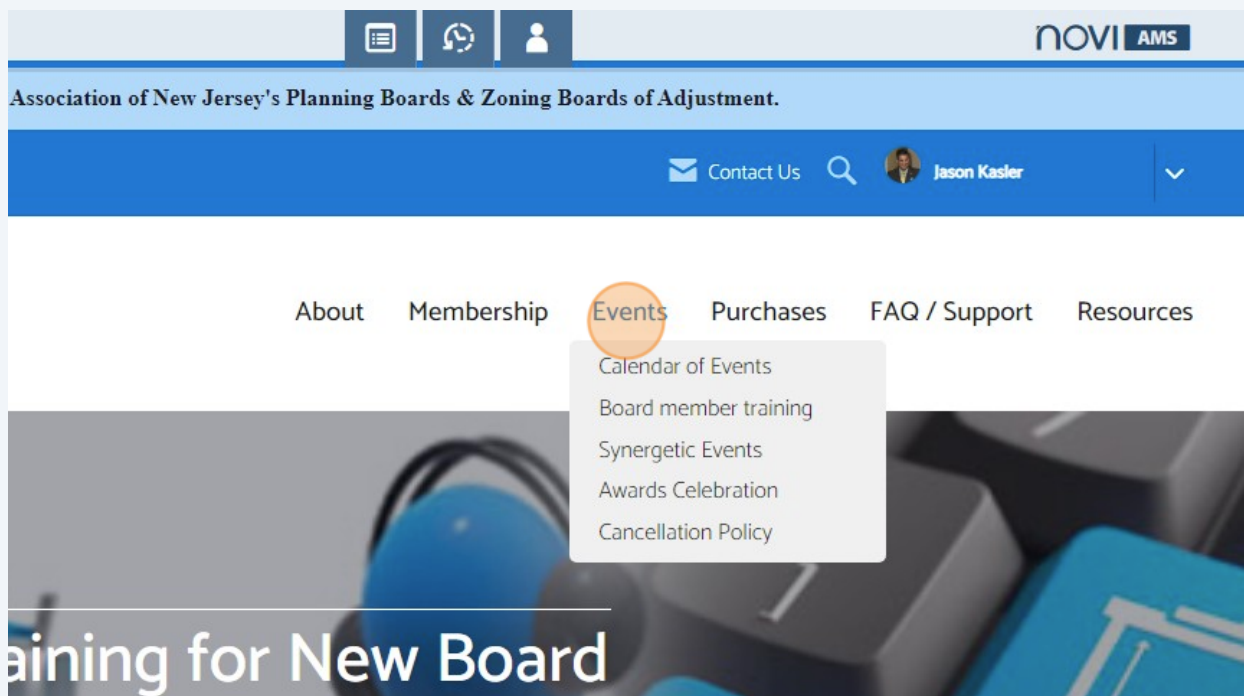 NOVI AMS
Association of New Jersey's Planning Boards & Zoning Boards of Adjustment.
Contact Us Jason Kasler
About Membership Events Purchases FAQ / Support Resources
Calendar of Events
Board member training
Synergetic Events
Awards Celebration
Cancellation Policy
aining for New Board